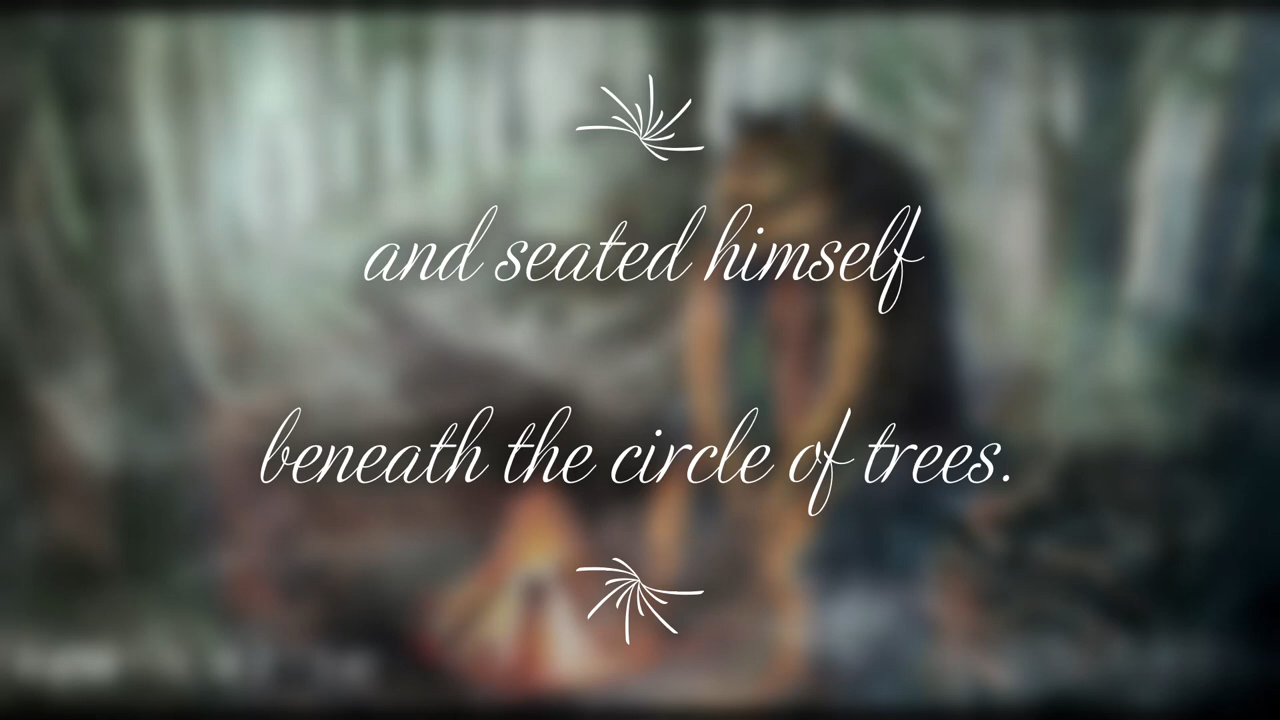 and seated himself
beneath the circle of trees.